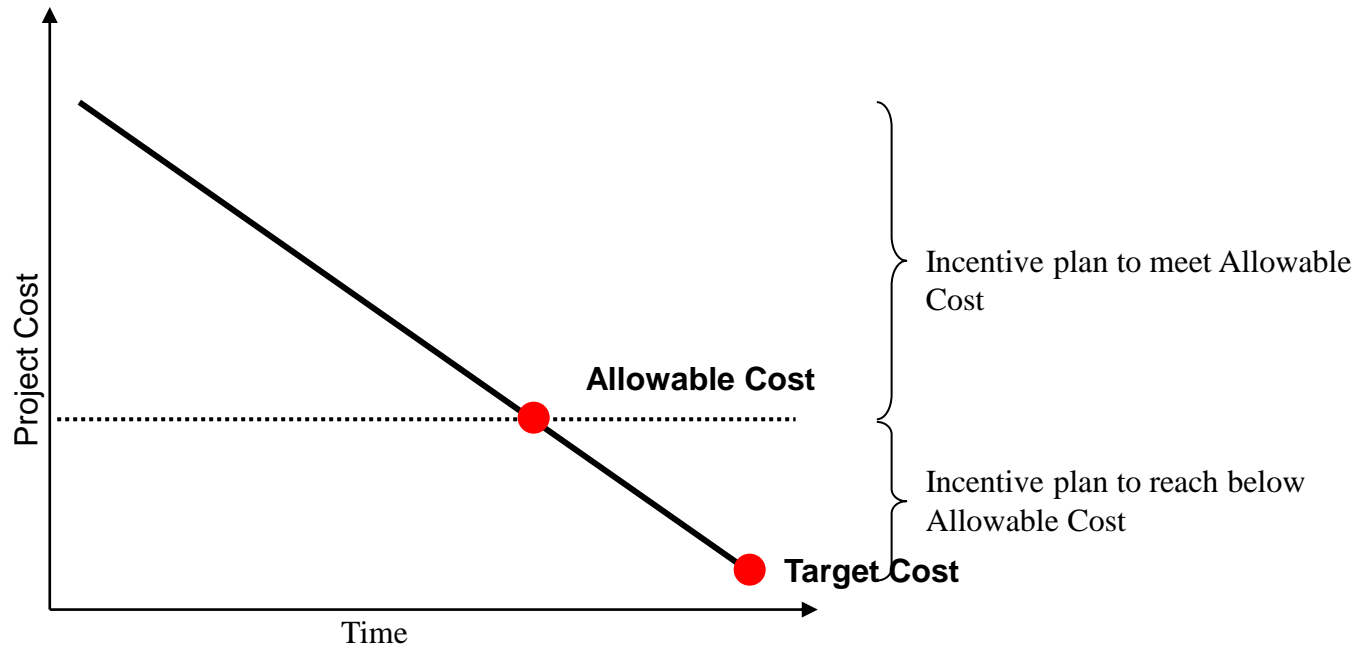 Project Cost
Incentive plan to meet Allowable
Cost
Allowable Cost
Incentive plan to reach below
Allowable Cost
Target Cost
Time